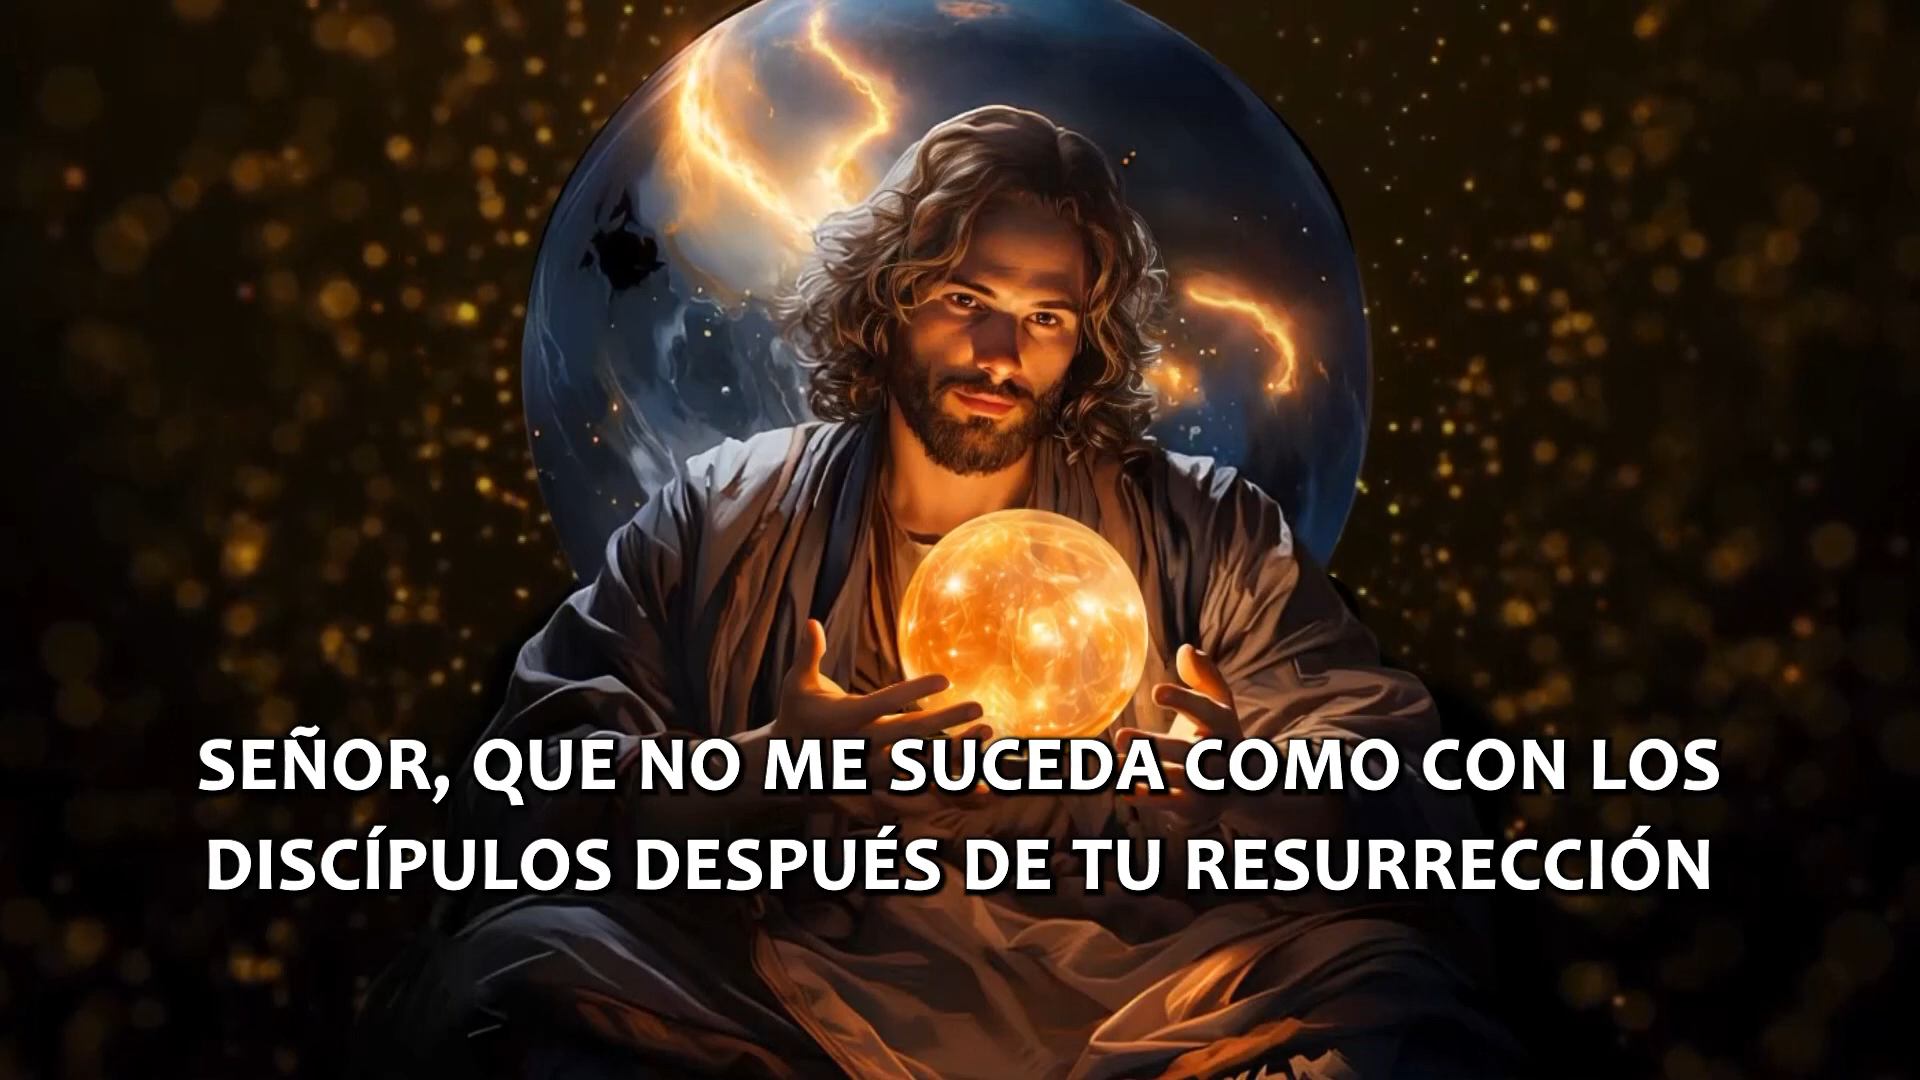 SEÑOR, QUE NO ME SUCEDA COMO CON LOS
DISCÍPULOS DESPUÉS DE TU RESURRECCIÓN